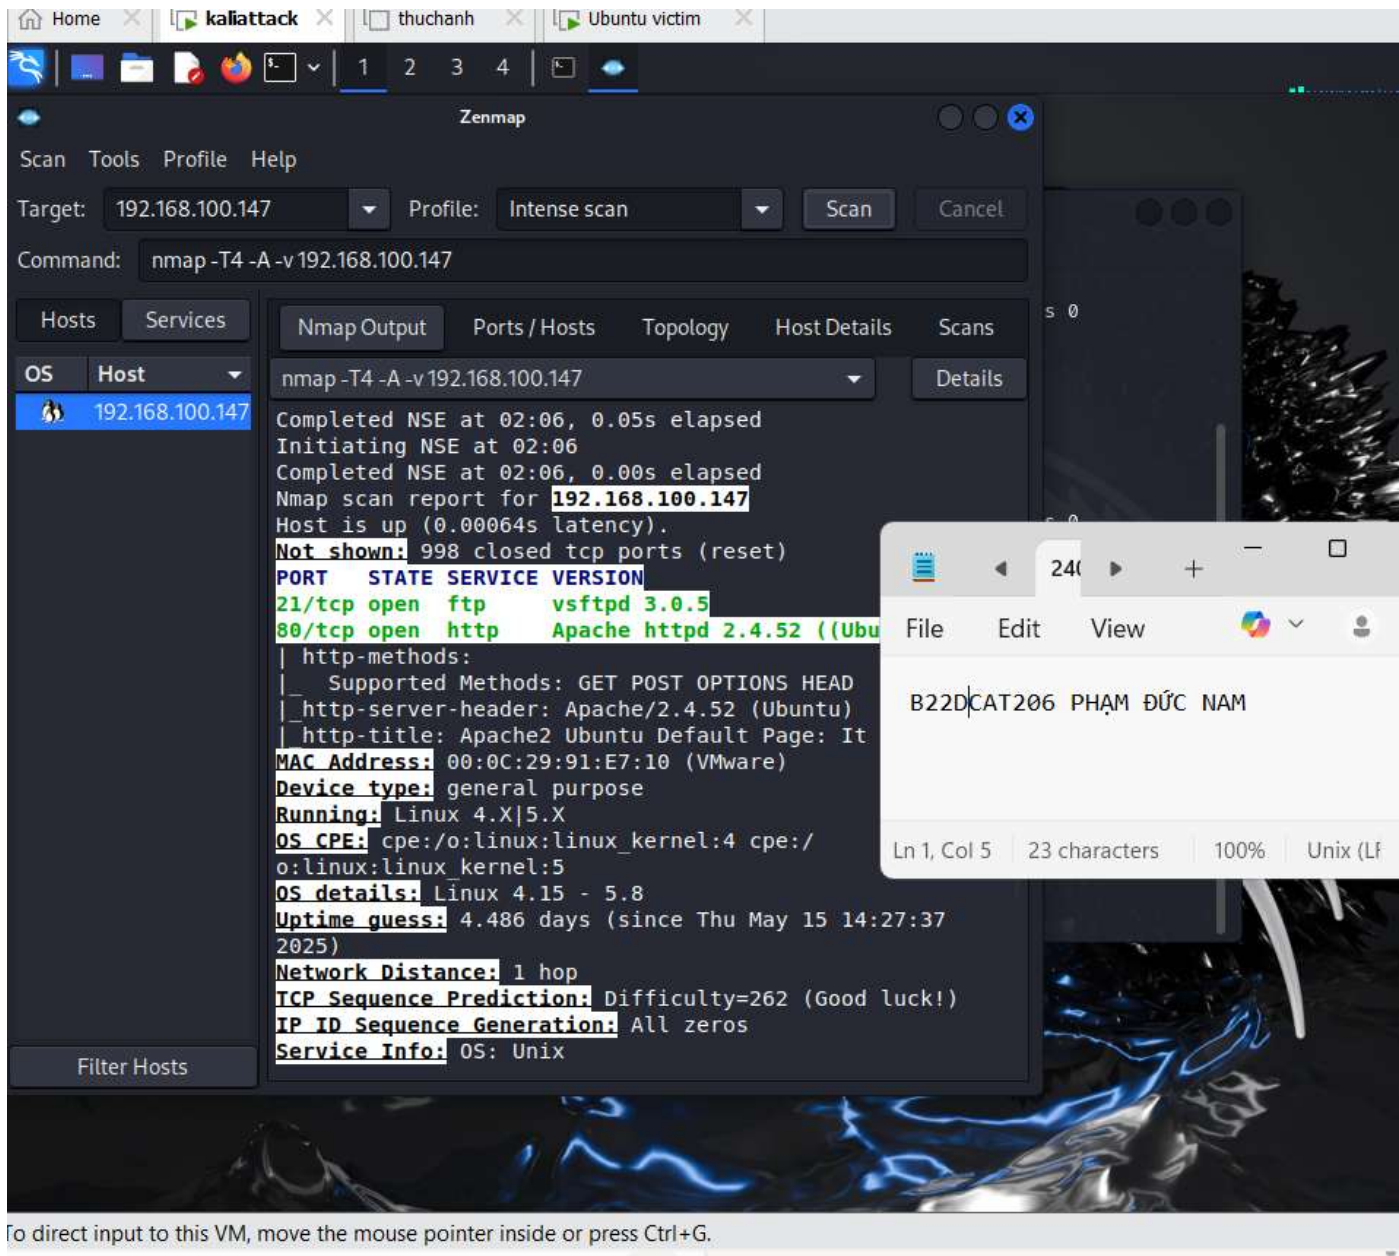 Home
kaliattack
thuchanh
Ubuntu victim
1 2 3 4
Zenmap
Scan Tools Profile Help
Target: 192.168.100.147 Profile: Intense scan Scan Cancel
Command: nmap -T4 -A -v 192.168.100.147
Hosts Services
Nmap Output Ports / Hosts Topology Host Details Scans
OS Host
nmap -T4 -A -v 192.168.100.147 Details
192.168.100.147
Completed NSE at 02:06, 0.05s elapsed
Initiating NSE at 02:06
Completed NSE at 02:06, 0.00s elapsed
Nmap scan report for 192.168.100.147
Host is up (0.00064s latency).
Not shown: 998 closed tcp ports (reset)
PORT STATE SERVICE VERSION
21/tcp open ftp vsftpd 3.0.5
80/tcp open http Apache httpd 2.4.52 ((Ubu
| http-methods:
|_ Supported Methods: GET POST OPTIONS HEAD
|_http-server-header: Apache/2.4.52 (Ubuntu)
|_http-title: Apache2 Ubuntu Default Page: It
MAC Address: 00:0C:29:91:E7:10 (VMware)
Device type: general purpose
Running: Linux 4.X|5.X
OS CPE: cpe:/o:linux:linux_kernel:4 cpe:/
o:linux:linux_kernel:5
OS details: Linux 4.15 - 5.8
Uptime guess: 4.486 days (since Thu May 15 14:27:37
2025)
Network Distance: 1 hop
TCP Sequence Prediction: Difficulty=262 (Good luck!)
IP ID Sequence Generation: All zeros
Service Info: OS: Unix
Filter Hosts
s 0
240
File Edit View
B22DCAT206 PHẠM ĐỨC NAM
Ln 1, Col 5 23 characters 100% Unix (LF
To direct input to this VM, move the mouse pointer inside or press Ctrl+G.